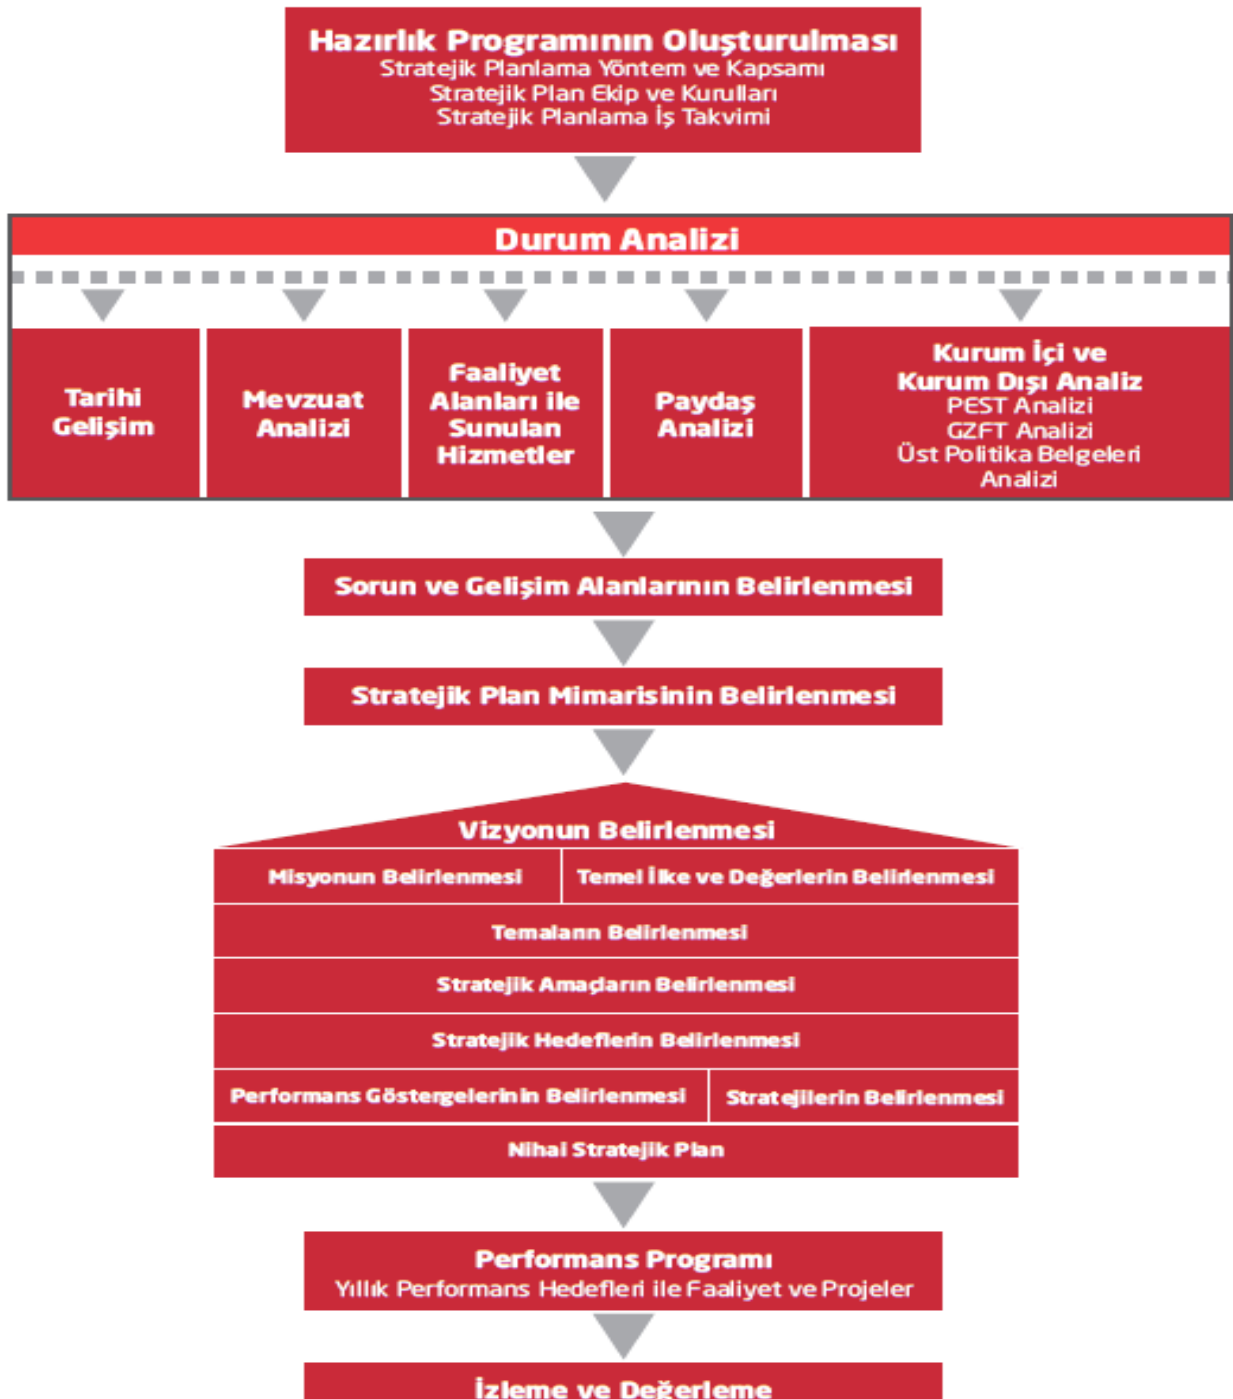 Hazırlık Programının Oluşturulması
Stratejik Planlama Yöntem ve Kapsamı
Stratejik Plan Ekip ve Kurulları
Stratejik Planlama İş Takvimi
Durum Analizi
Tarihi
Gelişim
Mevzuat
Analizi
Faaliyet
Alanları ile
Sunulan
Hizmetler
Paydaş
Analizi
Kurum İçi ve
Kurum Dışı Analiz
PEST Analizi
GZFT Analizi
Üst Politika Belgeleri
Analizi
Sorun ve Gelişim Alanlarının Belirlenmesi
Stratejik Plan Mimarisinin Belirlenmesi
Vizyonun Belirlenmesi
Misyonun Belirlenmesi
Temel İlke ve Değerlerin Belirlenmesi
Temaların Belirlenmesi
Stratejik Amaçların Belirlenmesi
Stratejik Hedeflerin Belirlenmesi
Performans Göstergelerinin Belirlenmesi
Stratejilerin Belirlenmesi
Nihai Stratejik Plan
Performans Programı
Yıllık Performans Hedefleri ile Faaliyet ve Projeler
İzleme ve Değerleme